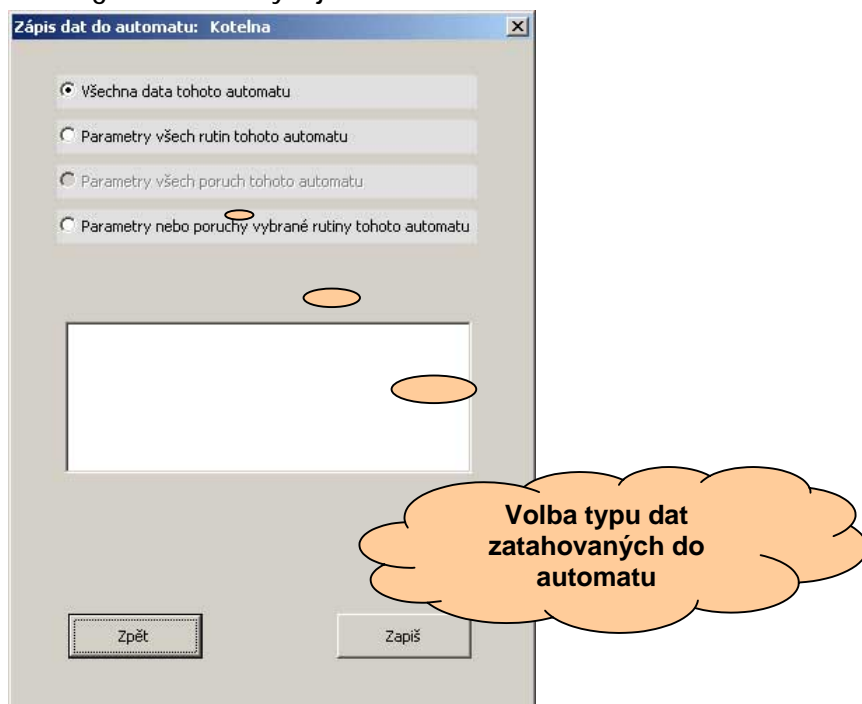 Zápis dat do automatu: Kotelna
Všechna data tohoto automatu
Parametry všech rutin tohoto automatu
Parametry všech poruch tohoto automatu
Parametry nebo poruchy vybrané rutiny tohoto automatu
Volba typu dat
zatahovaných do
automatu
Zpět
Zapiš